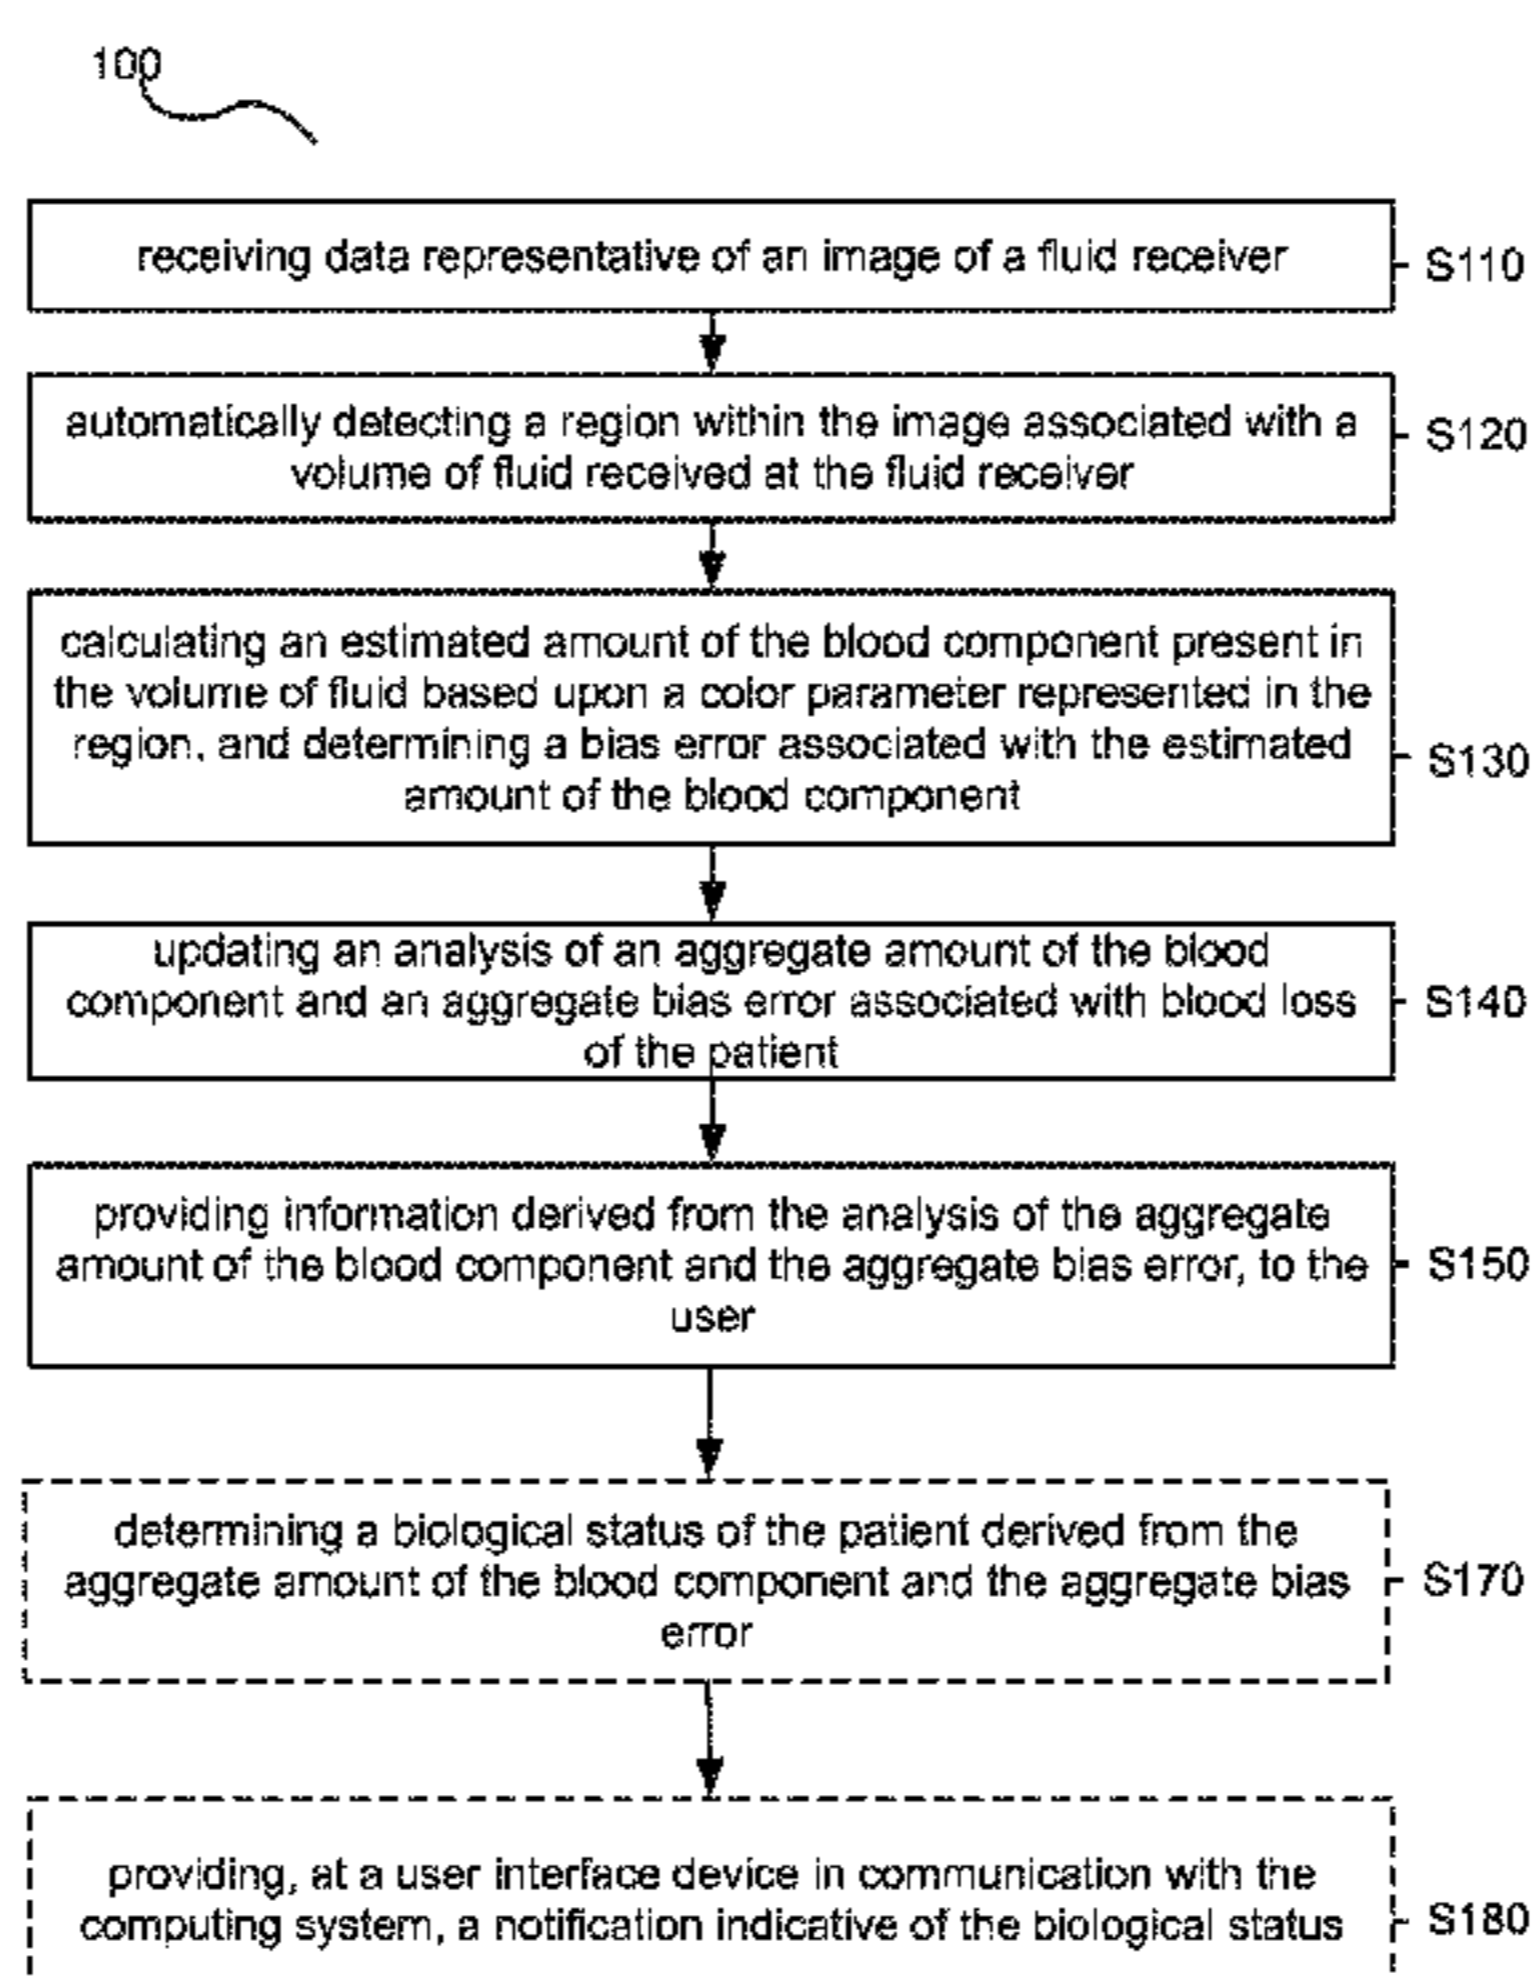 100
receiving data representative of an image of a fluid receiver
S110
automatically detecting a region within the image associated with a
volume of fluid received at the fluid receiver
S120
calculating an estimated amount of the blood component present in
the volume of fluid based upon a color parameter represented in the
region, and determining a bias error associated with the estimated
amount of the blood component
S130
updating an analysis of an aggregate amount of the blood
component and an aggregate bias error associated with blood loss
of the patient
S140
providing information derived from the analysis of the aggregate
amount of the blood component and the aggregate bias error, to the
user
S150
determining a biological status of the patient derived from the
aggregate amount of the blood component and the aggregate bias
error
S170
providing, at a user interface device in communication with the
computing system, a notification indicative of the biological status
S180